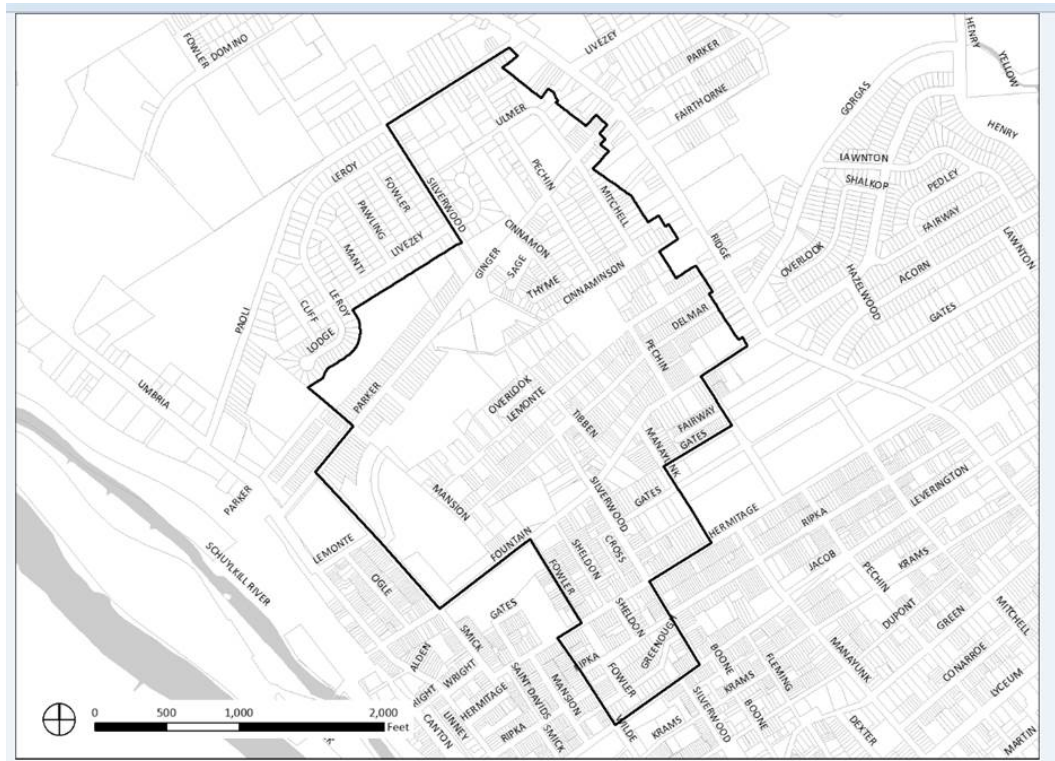 FOWLER
DOMINO
LIVEZEY
PARKER
FAIRTHORNE
HENRY
YELLOW
HENRY
GORGAS
ULMER
LAWNTON
SHALKOP
PEDLEY
FAIRWAY
LAWNTON
LEROY
FOWLER
SILVERWOOD
PECHIN
MITCHELL
PAWLING
LIVEZEY
MANTI
CINNAMON
GINGER
SAGE
THYME
CINNAMINSON
RIDGE
OVERLOOK
HAZELWOOD
ACORN
GATES
PAOLI
CLIFF
LEROY
LODGE
DELMAR
PECHIN
UMBRIA
PARKER
OVERLOOK
LEMONTE
TIBBEN
FAIRWAY
GATES
MANAYUNK
PARKER
MANSION
SILVERWOOD
GATES
LEVERINGTON
HERMITAGE
RIPKA
LEMONTE
FOUNTAIN
CROSS
SHELDON
JACOB
KRAMS
PECHIN
SCHUYLKILL RIVER
OGLE
FOWLER
GATES
SHELDON
DUPONT
GREEN
MITCHELL
ALDEN
SMICK
WRIGHT
GREENOUGH
BOONE
FLEMING
MANAYUNK
CONARROE
LYCEUM
RIPKA
FOWLER
SAINT DAVIDS
MANSION
KRAMS
HERMITAGE
LINNEY
CANTON
RIPKA
SMICK
KRAMS
SILVERWOOD
BOONE
DEXTER
MARTIN
0 500 1,000 2,000
Feet